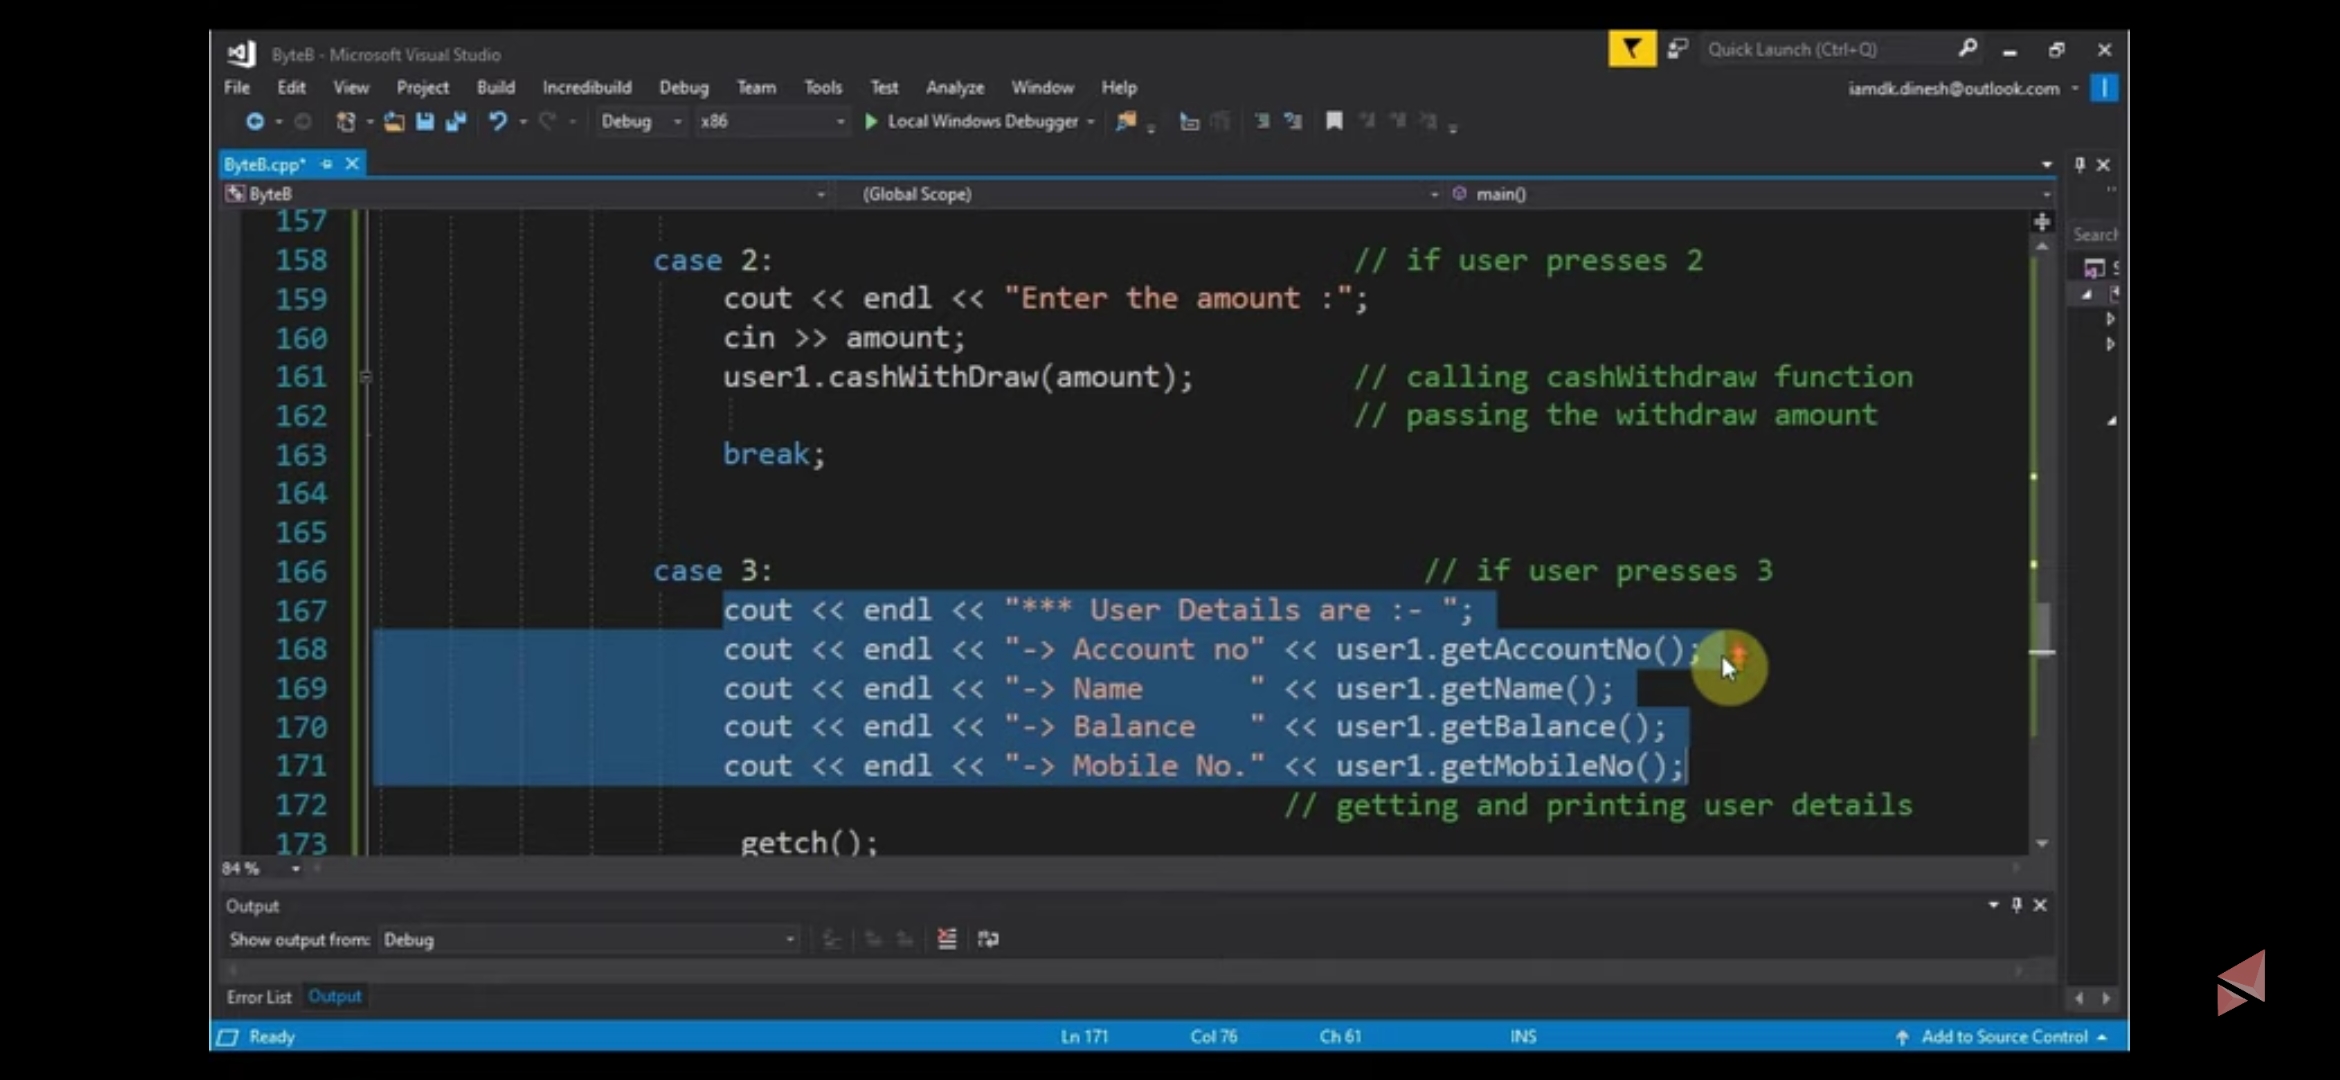 ByteB - Microsoft Visual Studio
Quick Launch (Ctrl+Q)
File Edit View Project Build Incredibuild Debug Team Tools Test Analyze Window Help
iamdk.dinesh@outlook.com
Debug x86 Local Windows Debugger
ByteB.cpp*
ByteB (Global Scope) main()
Search
157
158 case 2: // if user presses 2
159 cout << endl << "Enter the amount :";
160 cin >> amount;
161 user1.cashWithDraw(amount); // calling cashWithdraw function
162 // passing the withdraw amount
163 break;
164
165
166 case 3: // if user presses 3
167 cout << endl << "*** User Details are :- ";
168 cout << endl << "-> Account no" << user1.getAccountNo();
169 cout << endl << "-> Name      " << user1.getName();
170 cout << endl << "-> Balance   " << user1.getBalance();
171 cout << endl << "-> Mobile No." << user1.getMobileNo();
172 // getting and printing user details
173 getch();
84 %
Output
Show output from: Debug
Error List Output
Ready Ln 171 Col 76 Ch 61 INS Add to Source Control